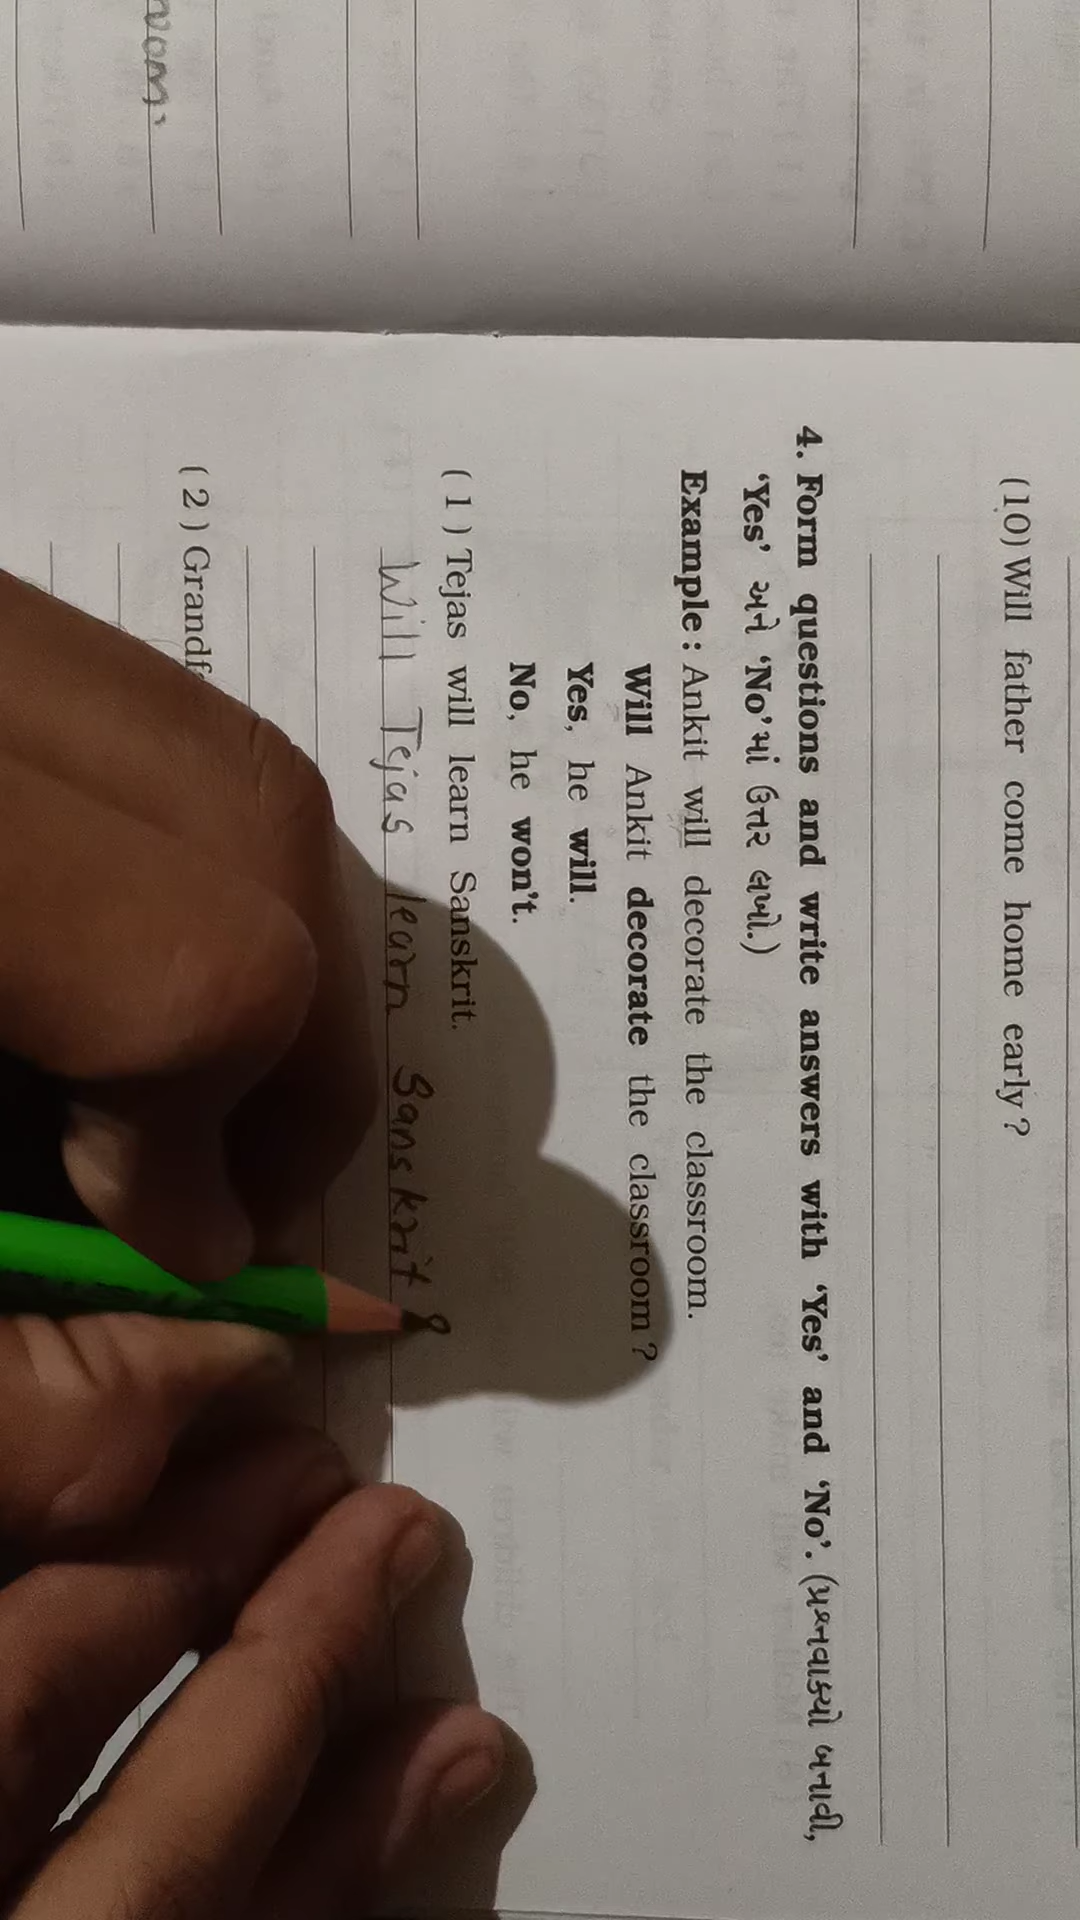 room.
(10) Will father come home early ?
4. Form questions and write answers with ‘Yes’ and ‘No’. (પ્રશ્નવાક્યો બનાવી,
‘Yes’ અને ‘No’માં ઉત્તર લખો.)
Example : Ankit will decorate the classroom.
Will Ankit decorate the classroom ?
Yes, he will.
No, he won't.
( 1 ) Tejas will learn Sanskrit.
Will Tejas learn Sanskrit ?
( 2 )